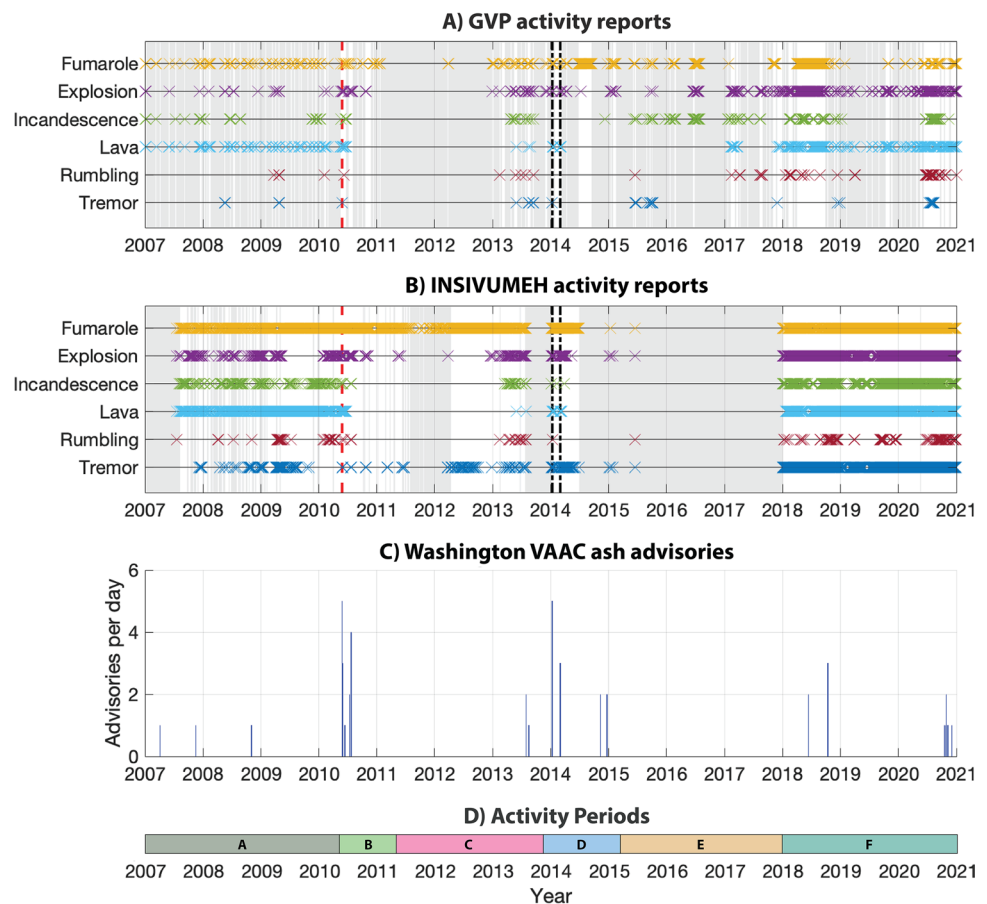 A) GVP activity reports
Fumarole
Explosion
Incandescence
Lava
Rumbling
Tremor
2007 2008 2009 2010 2011 2012 2013 2014 2015 2016 2017 2018 2019 2020 2021
B) INSIVUMEH activity reports
Fumarole
Explosion
Incandescence
Lava
Rumbling
Tremor
2007 2008 2009 2010 2011 2012 2013 2014 2015 2016 2017 2018 2019 2020 2021
C) Washington VAAC ash advisories
Advisories per day
6
4
2
0
2007 2008 2009 2010 2011 2012 2013 2014 2015 2016 2017 2018 2019 2020 2021
D) Activity Periods
A B C D E F
2007 2008 2009 2010 2011 2012 2013 2014 2015 2016 2017 2018 2019 2020 2021
Year